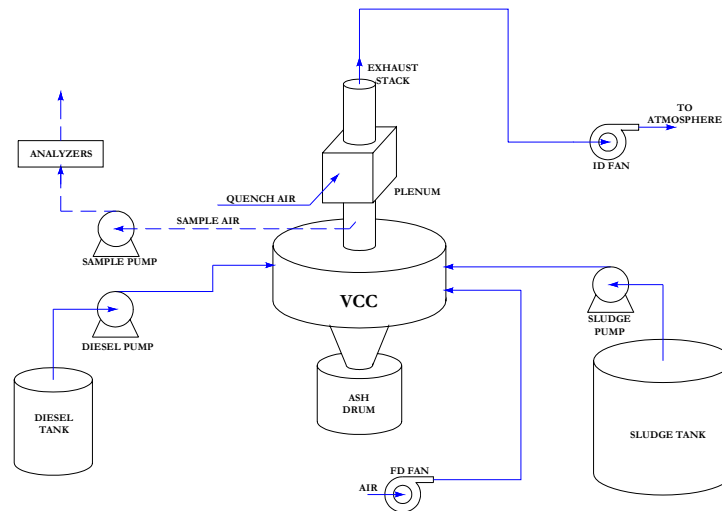 EXHAUST
STACK
TO
ATMOSPHERE
ANALYZERS
ID FAN
QUENCH AIR
PLENUM
SAMPLE AIR
SAMPLE PUMP
VCC
SLUDGE
PUMP
DIESEL PUMP
ASH
DRUM
DIESEL
TANK
SLUDGE TANK
FD FAN
AIR